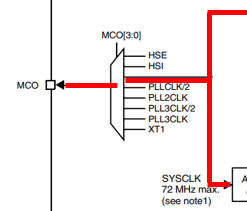 MCO[3:0]
HSE
HSI
MCO
PLLCLK/2
PLL2CLK
PLL3CLK/2
PLL3CLK
XT1
SYSCLK
72 MHz max.
(see note1)
A